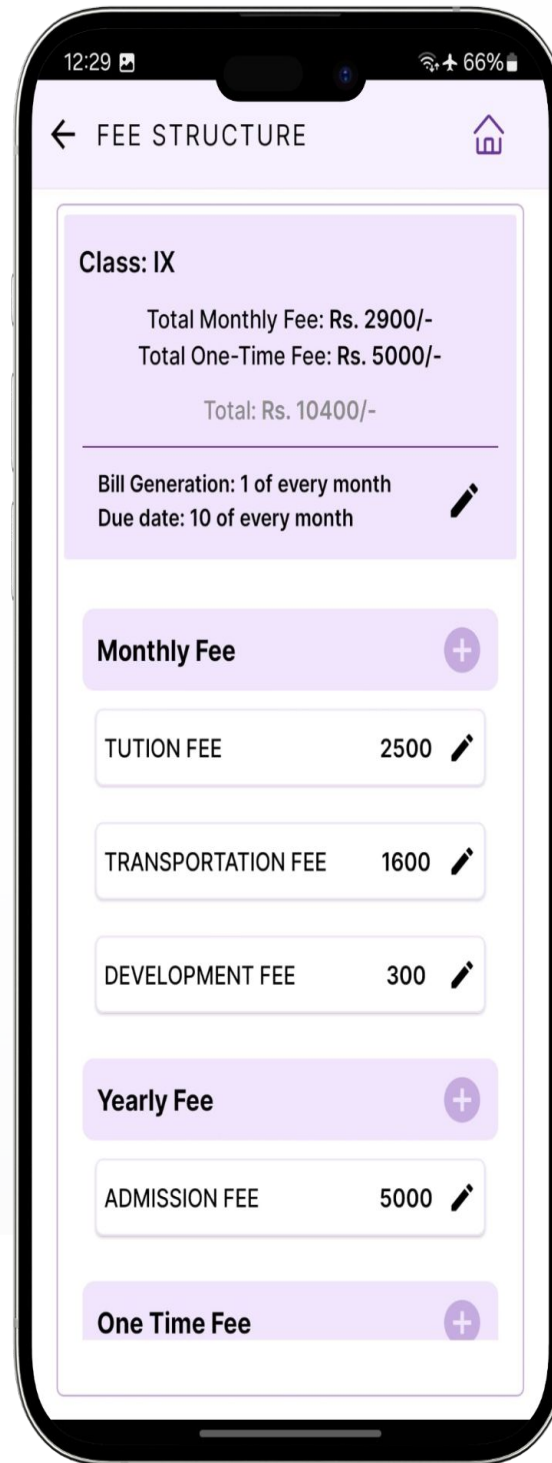 12:29 66%
FEE STRUCTURE
Class: IX
Total Monthly Fee: Rs. 2900/-
Total One-Time Fee: Rs. 5000/-
Total: Rs. 10400/-
Bill Generation: 1 of every month
Due date: 10 of every month
Monthly Fee
TUTION FEE 2500
TRANSPORTATION FEE 1600
DEVELOPMENT FEE 300
Yearly Fee
ADMISSION FEE 5000
One Time Fee